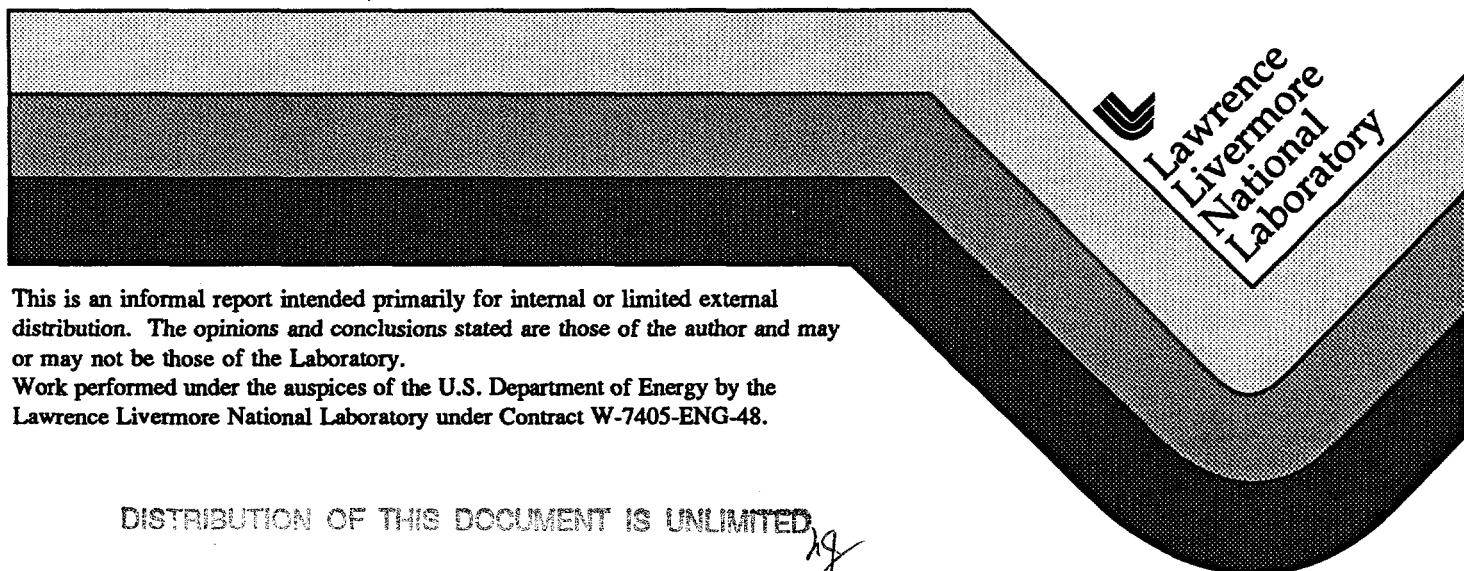 Lawrence
Livermore
National
Laboratory
This is an informal report intended primarily for internal or limited external
distribution. The opinions and conclusions stated are those of the author and may
or may not be those of the Laboratory.
Work performed under the auspices of the U.S. Department of Energy by the
Lawrence Livermore National Laboratory under Contract W-7405-ENG-48.
DISTRIBUTION OF THIS DOCUMENT IS UNLIMITED